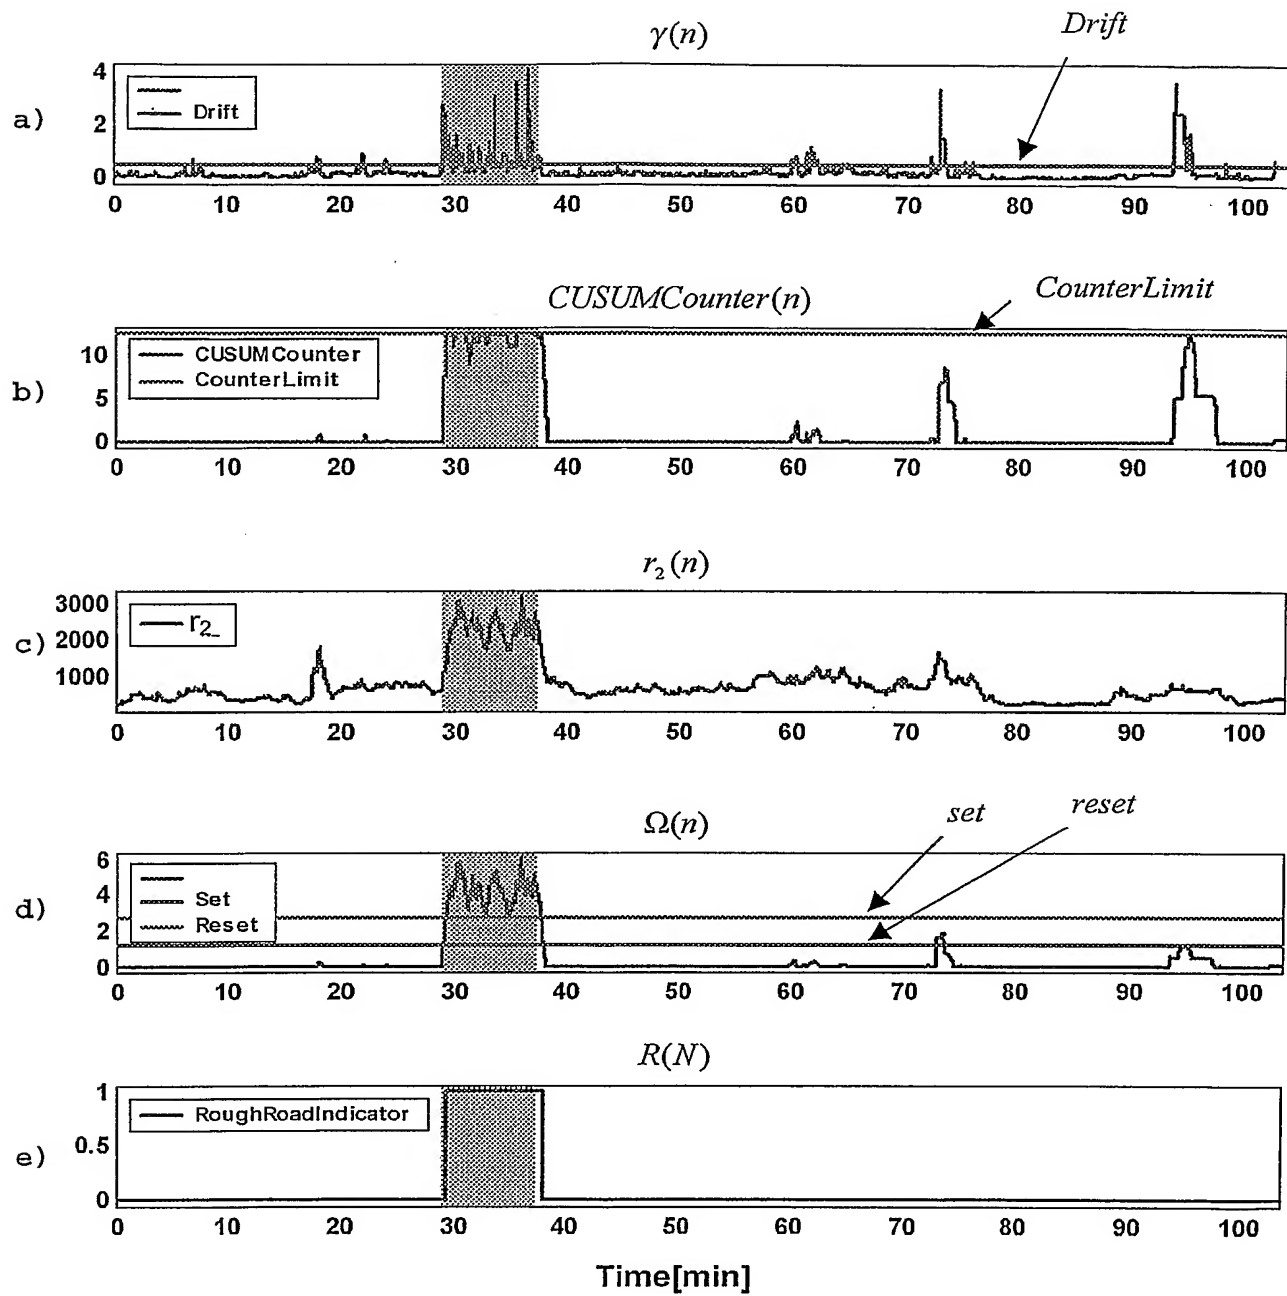 γ(n)
Drift
a)
4
2
0
Drift
0 10 20 30 40 50 60 70 80 90 100
CUSUMCounter(n)
CounterLimit
b)
10
5
0
CUSUMCounter
CounterLimit
0 10 20 30 40 50 60 70 80 90 100
r₂(n)
c)
3000
2000
1000
r₂_
0 10 20 30 40 50 60 70 80 90 100
Ω(n)
set
reset
d)
6
4
2
0
Set
Reset
0 10 20 30 40 50 60 70 80 90 100
R(N)
e)
1
0.5
0
RoughRoadIndicator
0 10 20 30 40 50 60 70 80 90 100
Time[min]